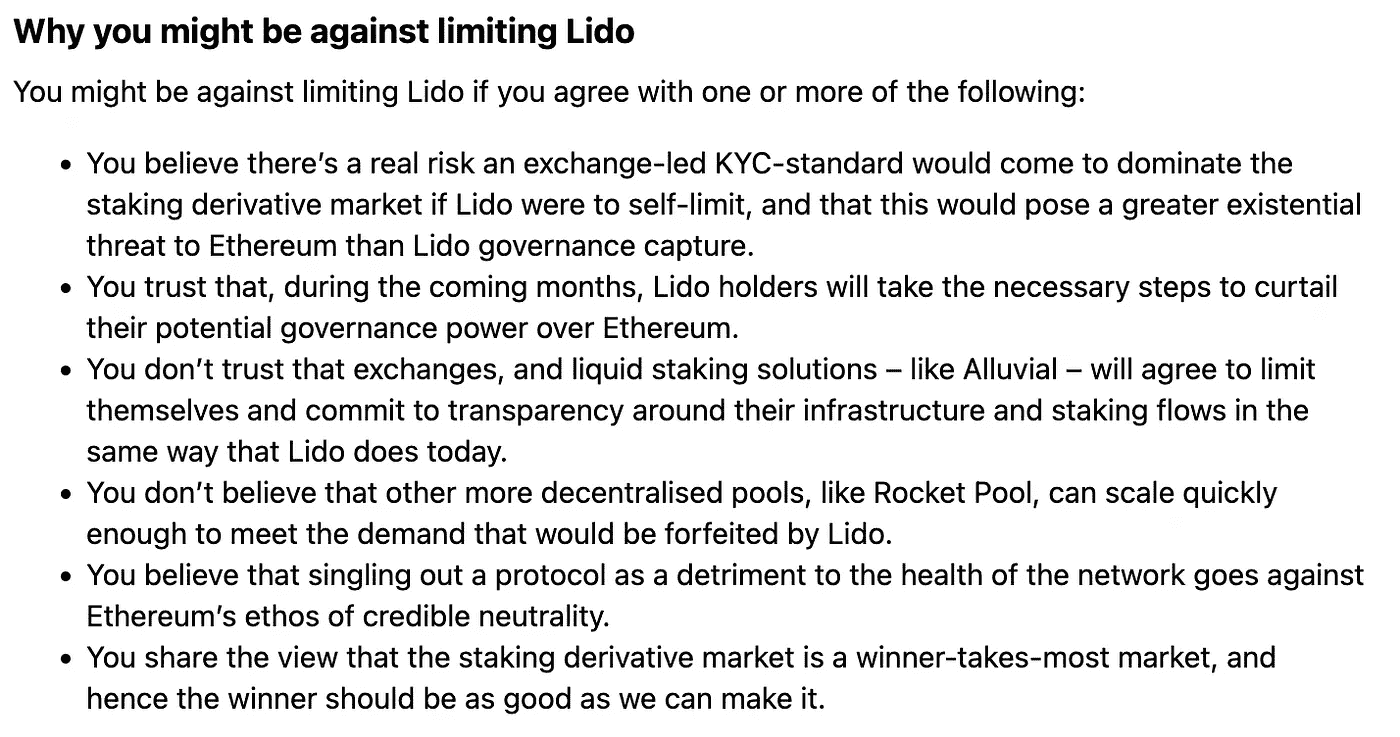 Why you might be against limiting Lido
You might be against limiting Lido if you agree with one or more of the following:
• You believe there’s a real risk an exchange-led KYC-standard would come to dominate the
staking derivative market if Lido were to self-limit, and that this would pose a greater existential
threat to Ethereum than Lido governance capture.
• You trust that, during the coming months, Lido holders will take the necessary steps to curtail
their potential governance power over Ethereum.
• You don’t trust that exchanges, and liquid staking solutions – like Alluvial – will agree to limit
themselves and commit to transparency around their infrastructure and staking flows in the
same way that Lido does today.
• You don’t believe that other more decentralised pools, like Rocket Pool, can scale quickly
enough to meet the demand that would be forfeited by Lido.
• You believe that singling out a protocol as a detriment to the health of the network goes against
Ethereum’s ethos of credible neutrality.
• You share the view that the staking derivative market is a winner-takes-most market, and
hence the winner should be as good as we can make it.